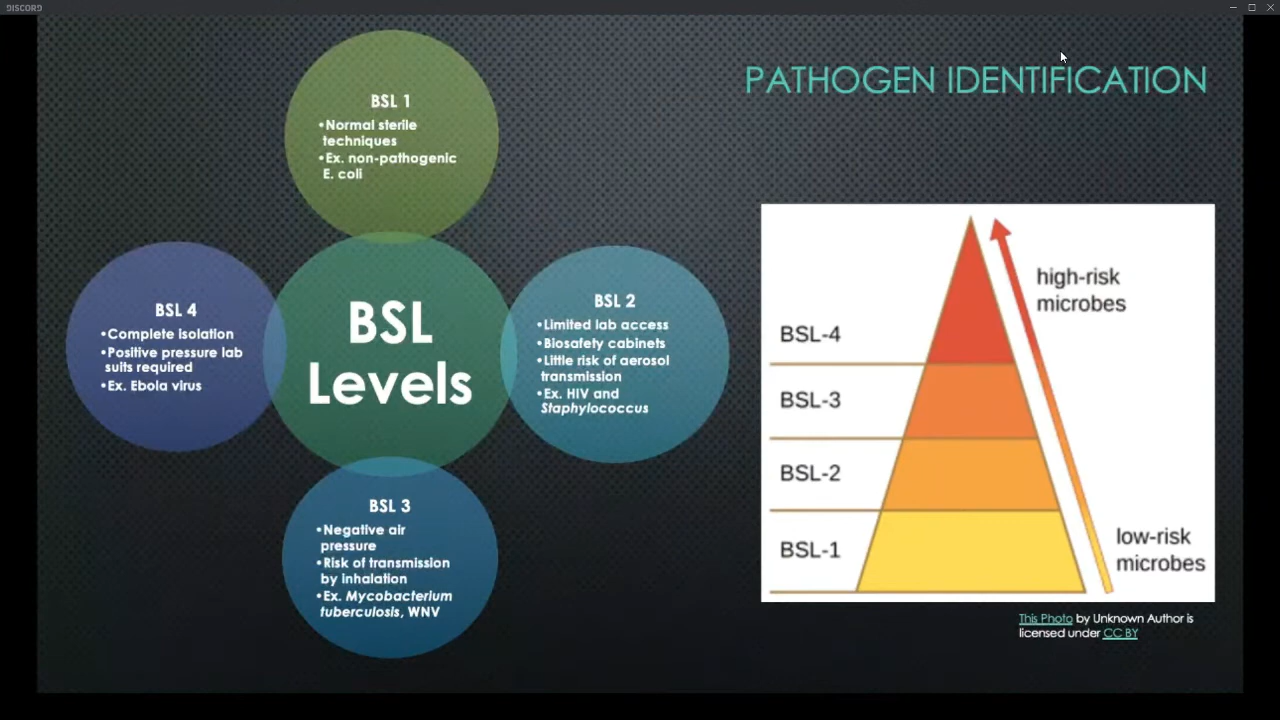 DISCORD
PATHOGEN IDENTIFICATION
BSL 1
•Normal sterile
techniques
•Ex. non-pathogenic
E. coli
BSL 4
•Complete isolation
•Positive pressure lab
suits required
•Ex. Ebola virus
BSL
Levels
BSL 2
•Limited lab access
•Biosafety cabinets
•Little risk of aerosol
transmission
•Ex. HIV and
Staphylococcus
BSL 3
•Negative air
pressure
•Risk of transmission
by inhalation
•Ex. Mycobacterium
tuberculosis, WNV
high-risk
microbes
BSL-4
BSL-3
BSL-2
BSL-1
low-risk
microbes
This Photo by Unknown Author is
licensed under CC BY